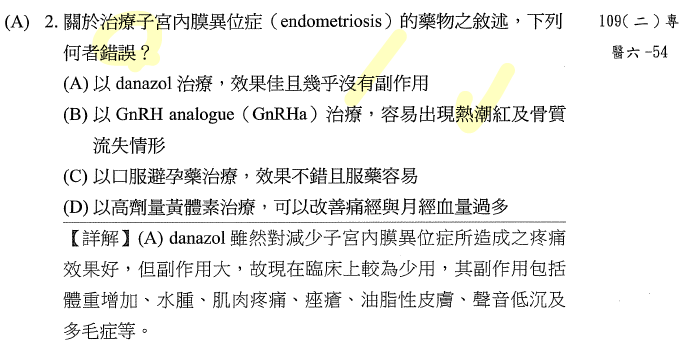 (A) 2. 關於治療子宮內膜異位症（endometriosis）的藥物之敘述，下列 109(二)專
何者錯誤？ 醫六-54
(A) 以 danazol 治療，效果佳且幾乎沒有副作用
(B) 以 GnRH analogue（GnRHa）治療，容易出現熱潮紅及骨質
流失情形
(C) 以口服避孕藥治療，效果不錯且服藥容易
(D) 以高劑量黃體素治療，可以改善痛經與月經血量過多
【詳解】(A) danazol 雖然對減少子宮內膜異位症所造成之疼痛
效果好，但副作用大，故現在臨床上較為少用，其副作用包括
體重增加、水腫、肌肉疼痛、痤瘡、油脂性皮膚、聲音低沉及
多毛症等。